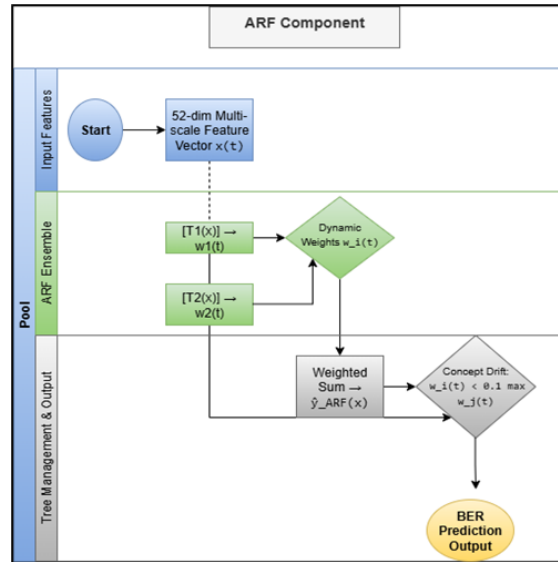 ARF Component
Pool
Input Features
Start
52-dim Multi-
scale Feature
Vector x(t)
ARF Ensemble
[T1(x)] →
w1(t)
Dynamic
Weights w_i(t)
[T2(x)] →
w2(t)
Tree Management & Output
Weighted
Sum →
ŷ_ARF(x)
Concept Drift:
w_i(t) < 0.1 max
w_j(t)
BER
Prediction
Output